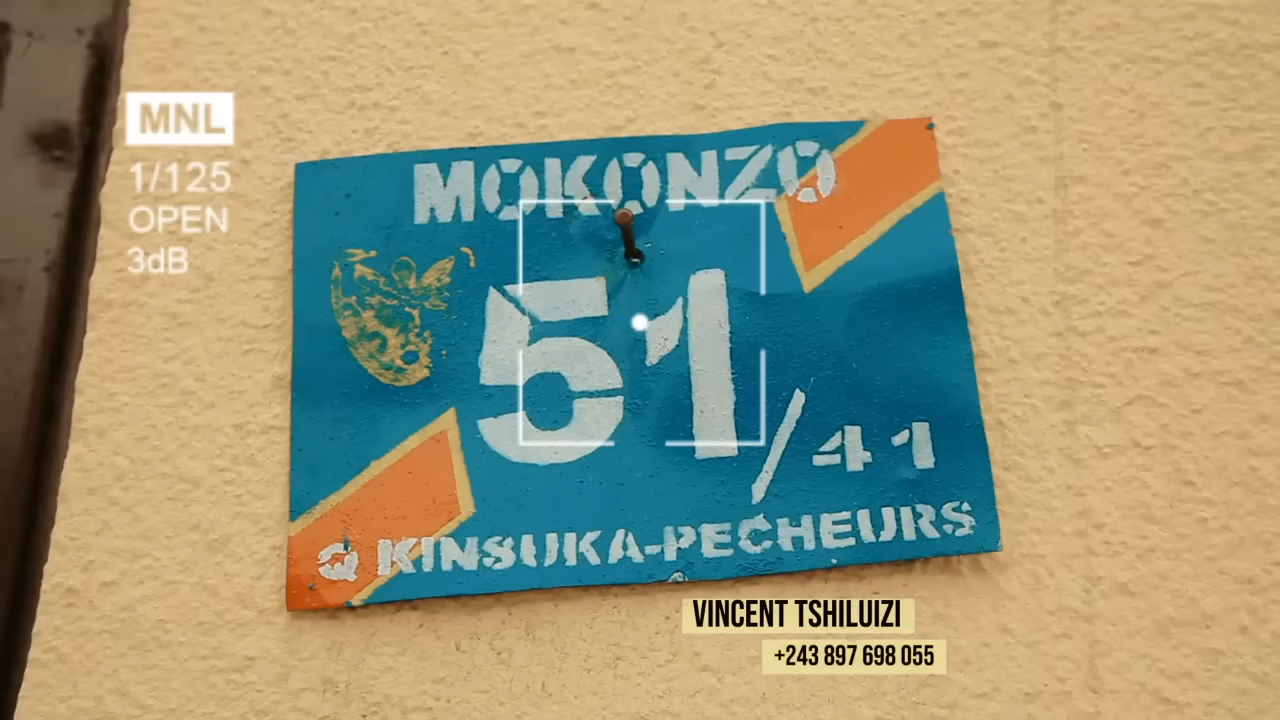 MNL
1/125
OPEN
3dB
MOKONZO
51/41
Q KINSUKA-PECHEURS
VINCENT TSHILUIZI
+243 897 698 055